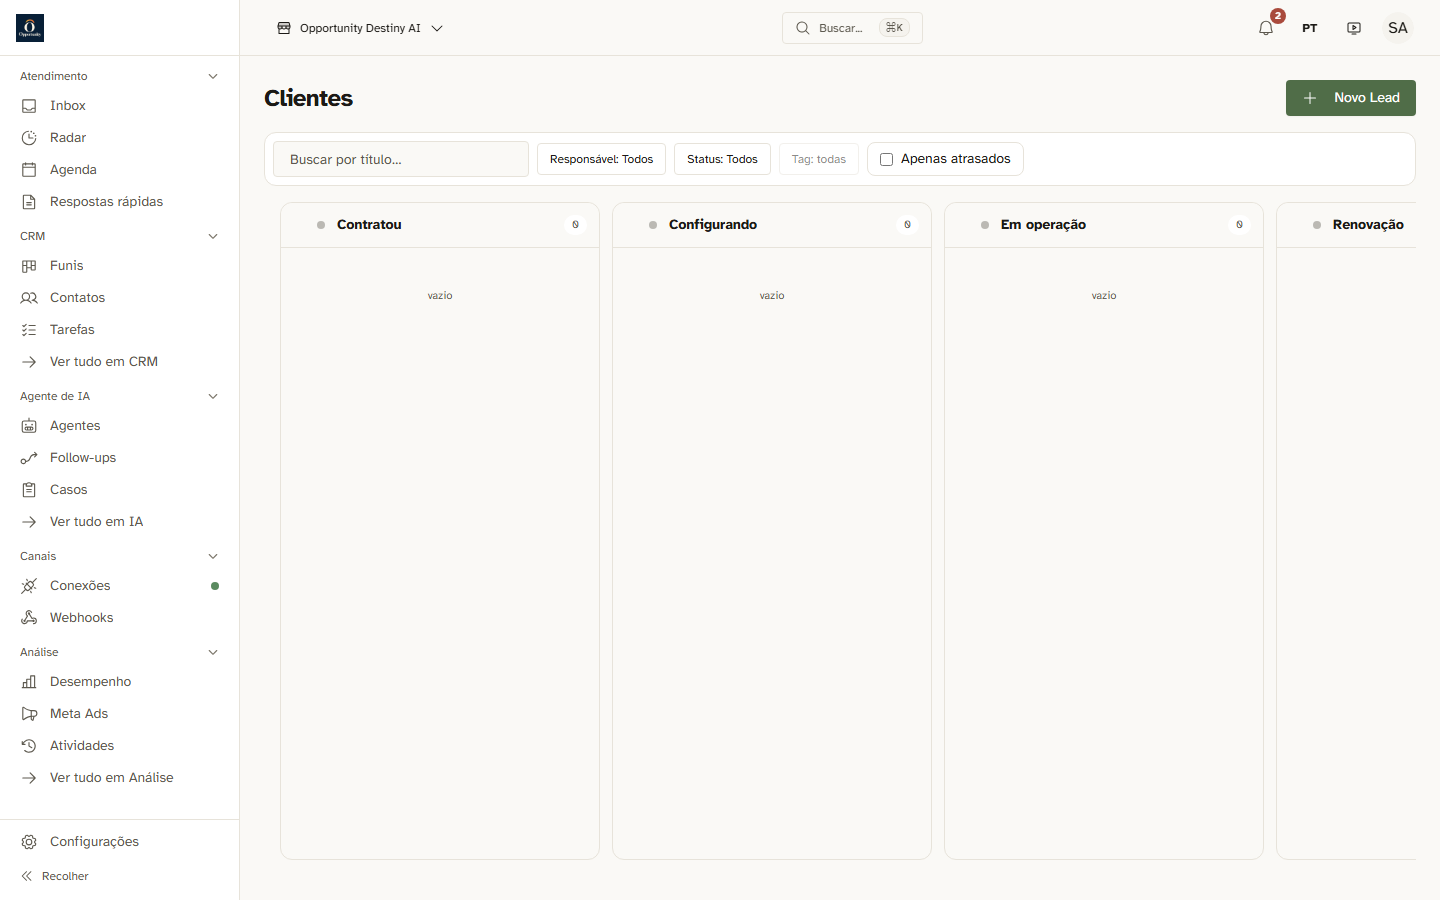 Opportunity
Opportunity Destiny AI
Buscar...
⌘K
2
PT
SA
Atendimento
Inbox
Radar
Agenda
Respostas rápidas
CRM
Funis
Contatos
Tarefas
Ver tudo em CRM
Agente de IA
Agentes
Follow-ups
Casos
Ver tudo em IA
Canais
Conexões
Webhooks
Análise
Desempenho
Meta Ads
Atividades
Ver tudo em Análise
Configurações
Recolher
Clientes
Novo Lead
Buscar por título...
Responsável: Todos
Status: Todos
Tag: todas
Apenas atrasados
Contratou
0
vazio
Configurando
0
vazio
Em operação
0
vazio
Renovação